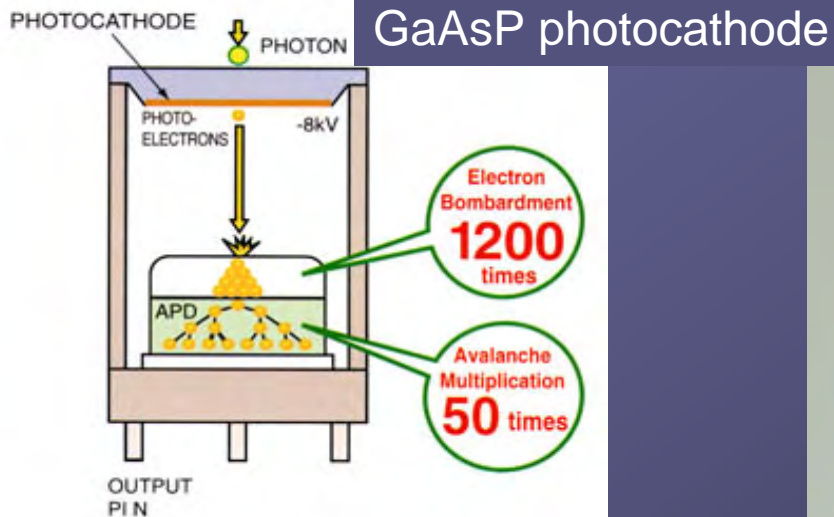 GaAsP photocathode
PHOTOCATHODE
PHOTON
PHOTO-
ELECTRONS
-8kV
Electron
Bombardment
1200
times
APD
Avalanche
Multiplication
50 times
OUTPUT
PI N